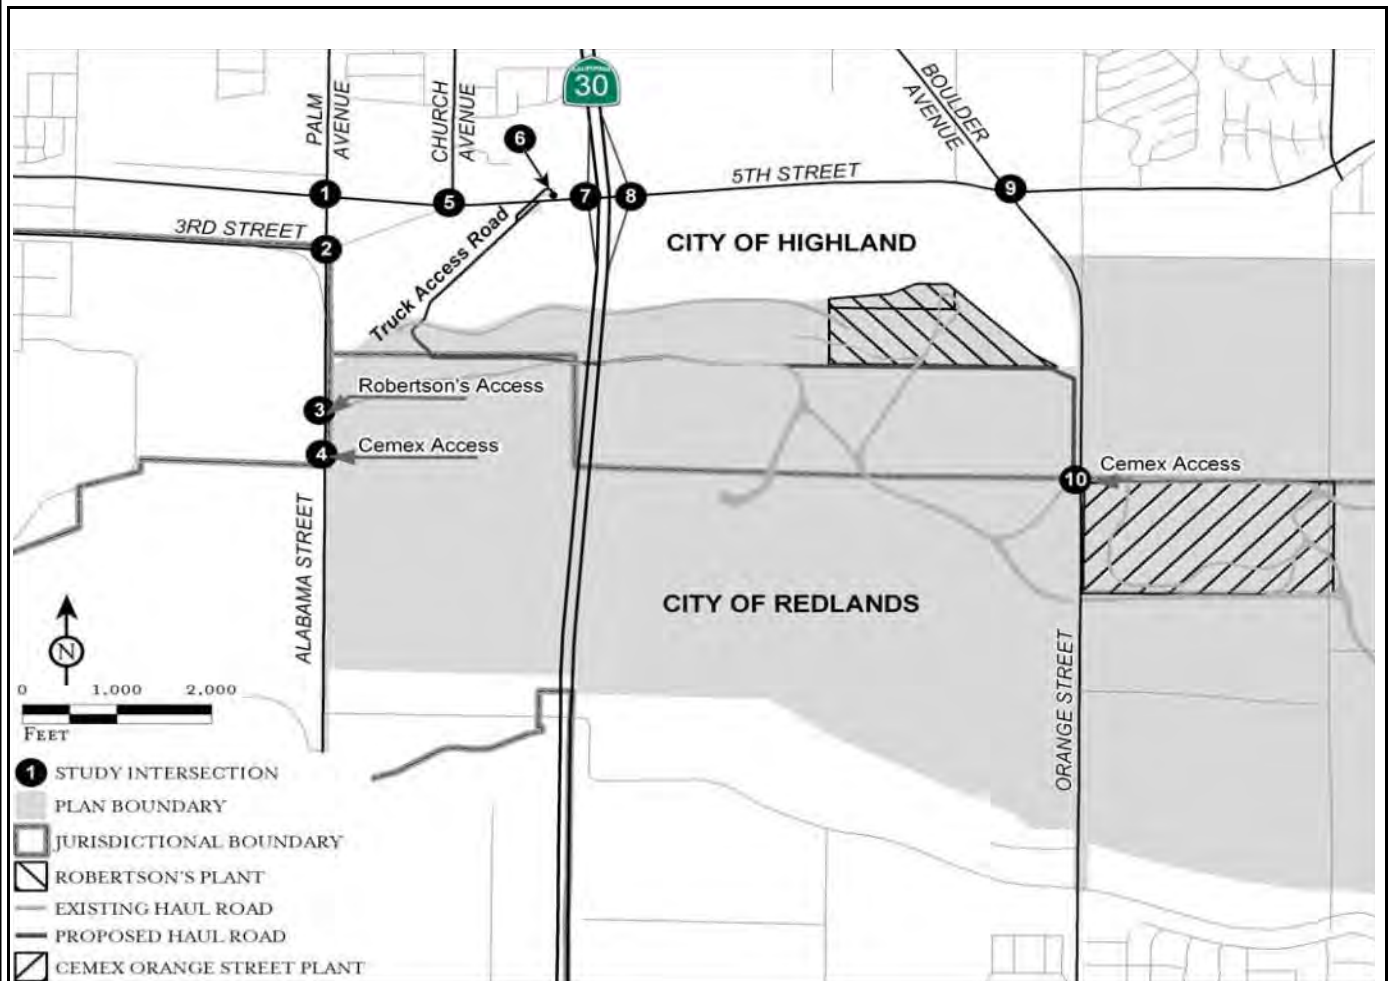 CALIFORNIA
30
PALM
AVENUE
CHURCH
AVENUE
BOULDER
AVENUE
6
1
5
7
8
5TH STREET
9
3RD STREET
2
Truck Access Road
CITY OF HIGHLAND
Robertson's Access
3
Cemex Access
4
Cemex Access
10
ALABAMA STREET
CITY OF REDLANDS
ORANGE STREET
N
0 1,000 2,000
FEET
1 STUDY INTERSECTION
PLAN BOUNDARY
JURISDICTIONAL BOUNDARY
ROBERTSON'S PLANT
EXISTING HAUL ROAD
PROPOSED HAUL ROAD
CEMEX ORANGE STREET PLANT